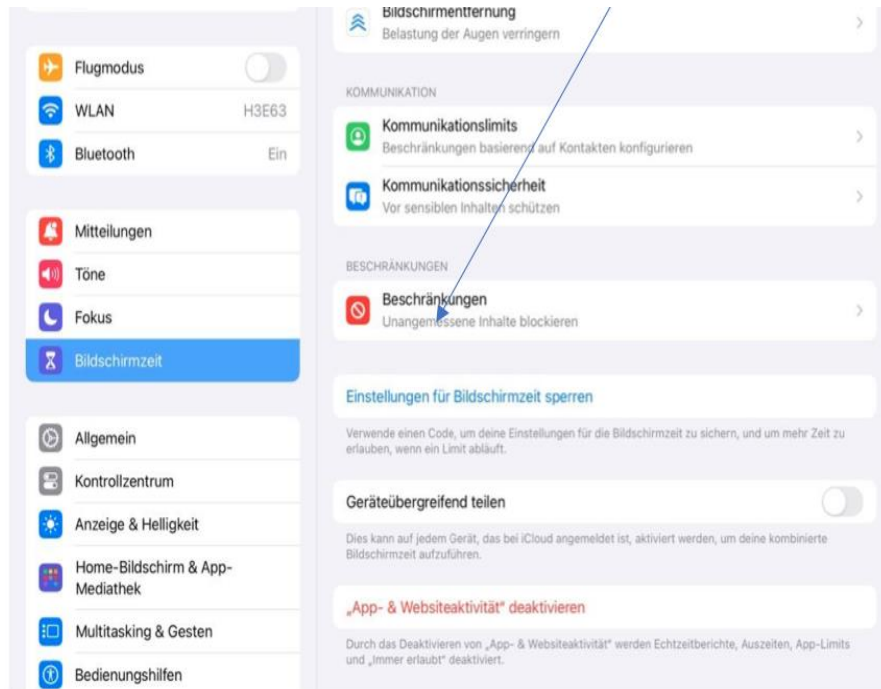 Flugmodus
WLAN
H3E63
Bluetooth
Ein
Mitteilungen
Töne
Fokus
Bildschirmzeit
Allgemein
Kontrollzentrum
Anzeige & Helligkeit
Home-Bildschirm & App-
Mediathek
Multitasking & Gesten
Bedienungshilfen
Bildschirmentfernung
Belastung der Augen verringern
KOMMUNIKATION
Kommunikationslimits
Beschränkungen basierend auf Kontakten konfigurieren
Kommunikationssicherheit
Vor sensiblen Inhalten schützen
BESCHRÄNKUNGEN
Beschränkungen
Unangemessene Inhalte blockieren
Einstellungen für Bildschirmzeit sperren
Verwende einen Code, um deine Einstellungen für die Bildschirmzeit zu sichern, und um mehr Zeit zu
erlauben, wenn ein Limit abläuft.
Geräteübergreifend teilen
Dies kann auf jedem Gerät, das bei iCloud angemeldet ist, aktiviert werden, um deine kombinierte
Bildschirmzeit aufzuführen.
„App- & Websiteaktivität" deaktivieren
Durch das Deaktivieren von „App- & Websiteaktivität" werden Echtzeitberichte, Auszeiten, App-Limits
und „Immer erlaubt" deaktiviert.